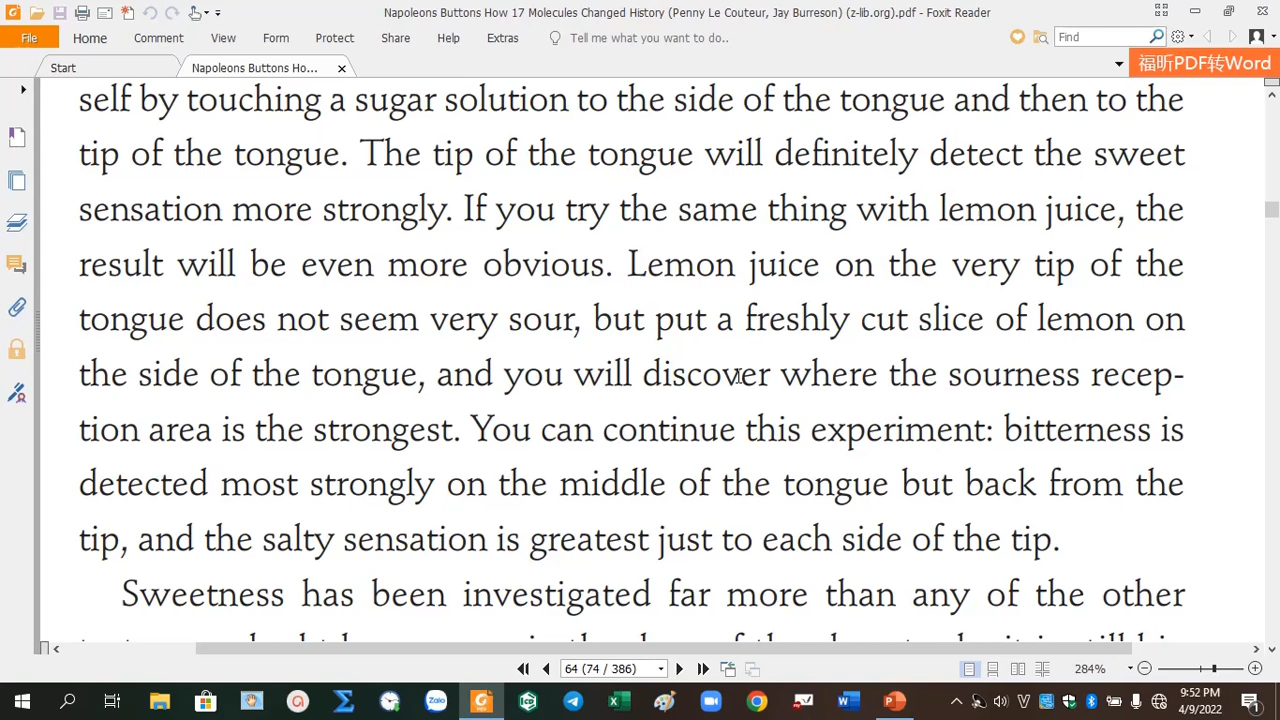 Napoleons Buttons How 17 Molecules Changed History (Penny Le Couteur, Jay Burreson) (z-lib.org).pdf - Foxit Reader
File Home Comment View Form Protect Share Help Extras Tell me what you want to do.. Find
Start Napoleons Buttons Ho... 福昕PDF转Word
self by touching a sugar solution to the side of the tongue and then to the
tip of the tongue. The tip of the tongue will definitely detect the sweet
sensation more strongly. If you try the same thing with lemon juice, the
result will be even more obvious. Lemon juice on the very tip of the
tongue does not seem very sour, but put a freshly cut slice of lemon on
the side of the tongue, and you will discover where the sourness recep-
tion area is the strongest. You can continue this experiment: bitterness is
detected most strongly on the middle of the tongue but back from the
tip, and the salty sensation is greatest just to each side of the tip.
Sweetness has been investigated far more than any of the other
64 (74 / 386) 284%
Zalo 9:52 PM
4/9/2022